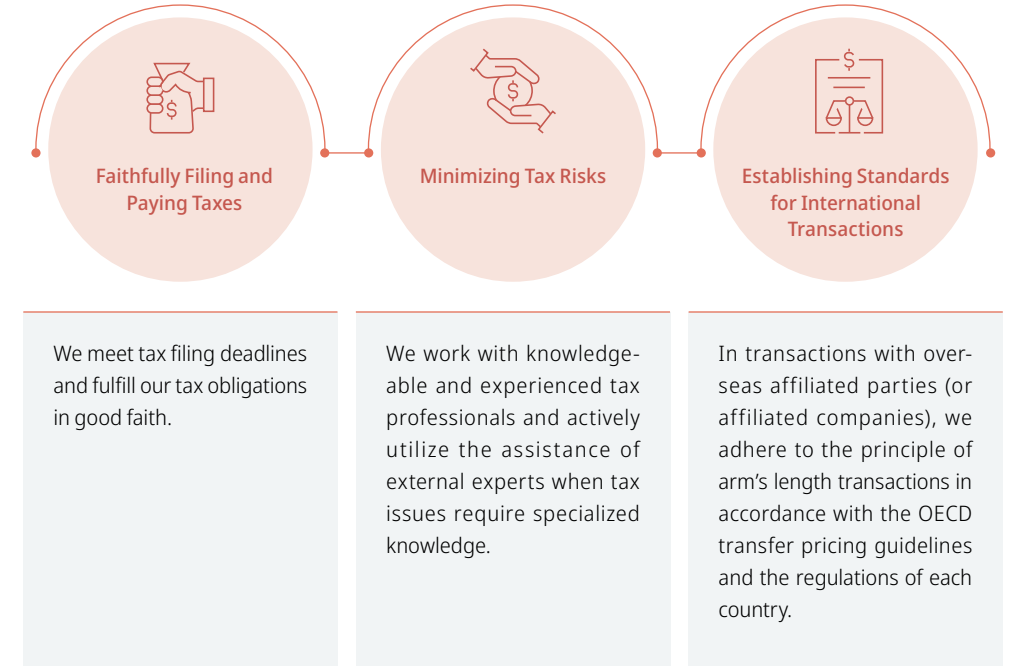 Faithfully Filing and
Paying Taxes
Minimizing Tax Risks
Establishing Standards
for International
Transactions
We meet tax filing deadlines
and fulfill our tax obligations
in good faith.
We work with knowledge-
able and experienced tax
professionals and actively
utilize the assistance of
external experts when tax
issues require specialized
knowledge.
In transactions with over-
seas affiliated parties (or
affiliated companies), we
adhere to the principle of
arm’s length transactions in
accordance with the OECD
transfer pricing guidelines
and the regulations of each
country.